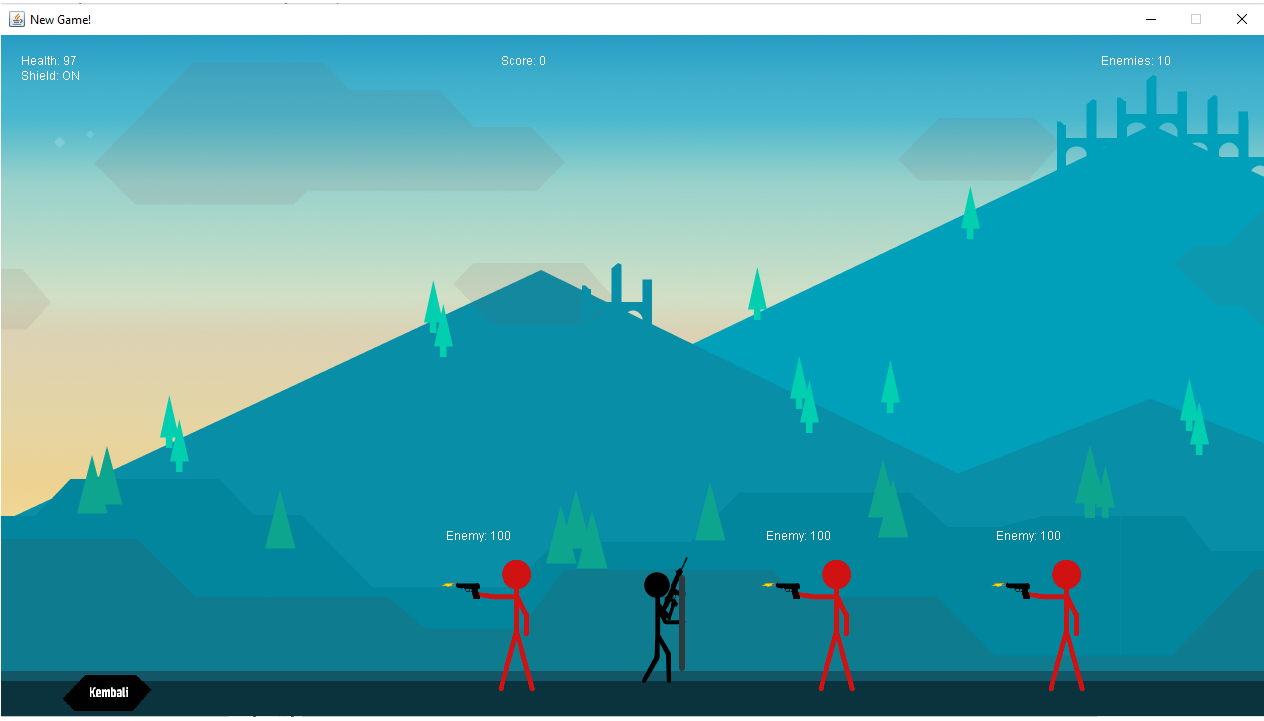 New Game!
Health: 97
Shield: ON
Score: 0
Enemies: 10
Enemy: 100
Enemy: 100
Enemy: 100
Kembali